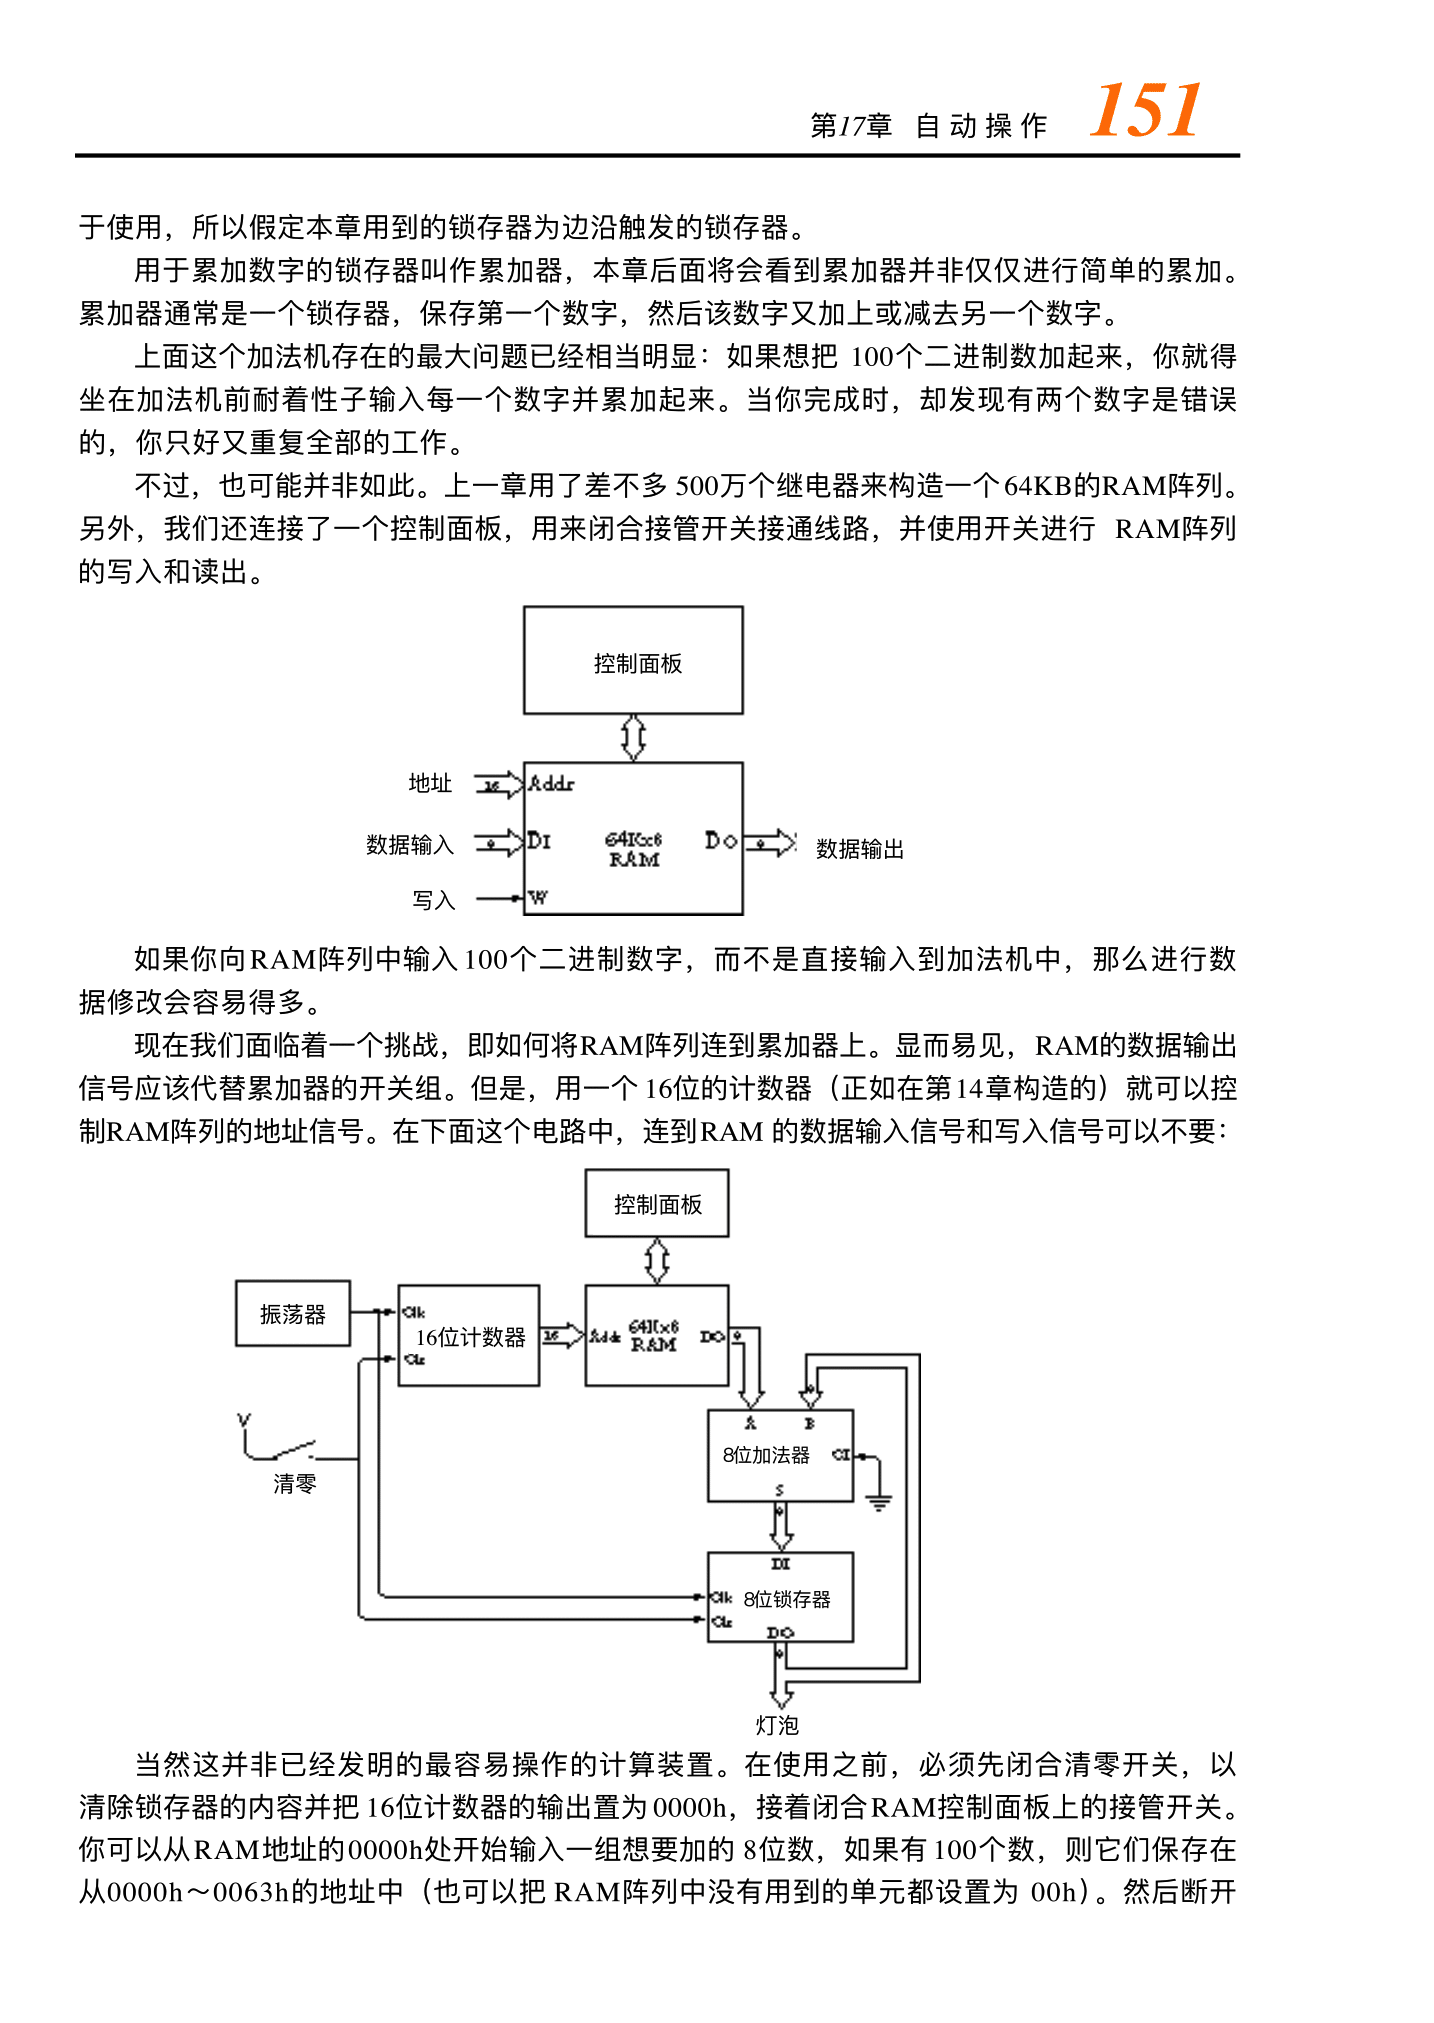 第17章 自动操作 151
于使用，所以假定本章用到的锁存器为边沿触发的锁存器。
用于累加数字的锁存器叫作累加器，本章后面将会看到累加器并非仅仅进行简单的累加。
累加器通常是一个锁存器，保存第一个数字，然后该数字又加上或减去另一个数字。
上面这个加法机存在的最大问题已经相当明显：如果想把 100个二进制数加起来，你就得
坐在加法机前耐着性子输入每一个数字并累加起来。当你完成时，却发现有两个数字是错误
的，你只好又重复全部的工作。
不过，也可能并非如此。上一章用了差不多 500万个继电器来构造一个64KB的RAM阵列。
另外，我们还连接了一个控制面板，用来闭合接管开关接通线路，并使用开关进行 RAM阵列
的写入和读出。
控制面板
地址 16 Addr
数据输入 8 DI 64K×8 RAM DO 8 数据输出
写入 W
如果你向RAM阵列中输入100个二进制数字，而不是直接输入到加法机中，那么进行数
据修改会容易得多。
现在我们面临着一个挑战，即如何将RAM阵列连到累加器上。显而易见，RAM的数据输出
信号应该代替累加器的开关组。但是，用一个 16位的计数器（正如在第14章构造的）就可以控
制RAM阵列的地址信号。在下面这个电路中，连到RAM 的数据输入信号和写入信号可以不要：
控制面板
振荡器 Clk 16位计数器 16 Addr 64K×8 RAM DO 8
Clr
8
V
A B
8位加法器 CI
清零
S
8
DI
Clk 8位锁存器
Clr
DO
8
灯泡
当然这并非已经发明的最容易操作的计算装置。在使用之前，必须先闭合清零开关，以
清除锁存器的内容并把 16位计数器的输出置为 0000h，接着闭合RAM控制面板上的接管开关。
你可以从RAM地址的0000h处开始输入一组想要加的 8位数，如果有 100个数，则它们保存在
从0000h～0063h的地址中（也可以把 RAM阵列中没有用到的单元都设置为 00h）。然后断开